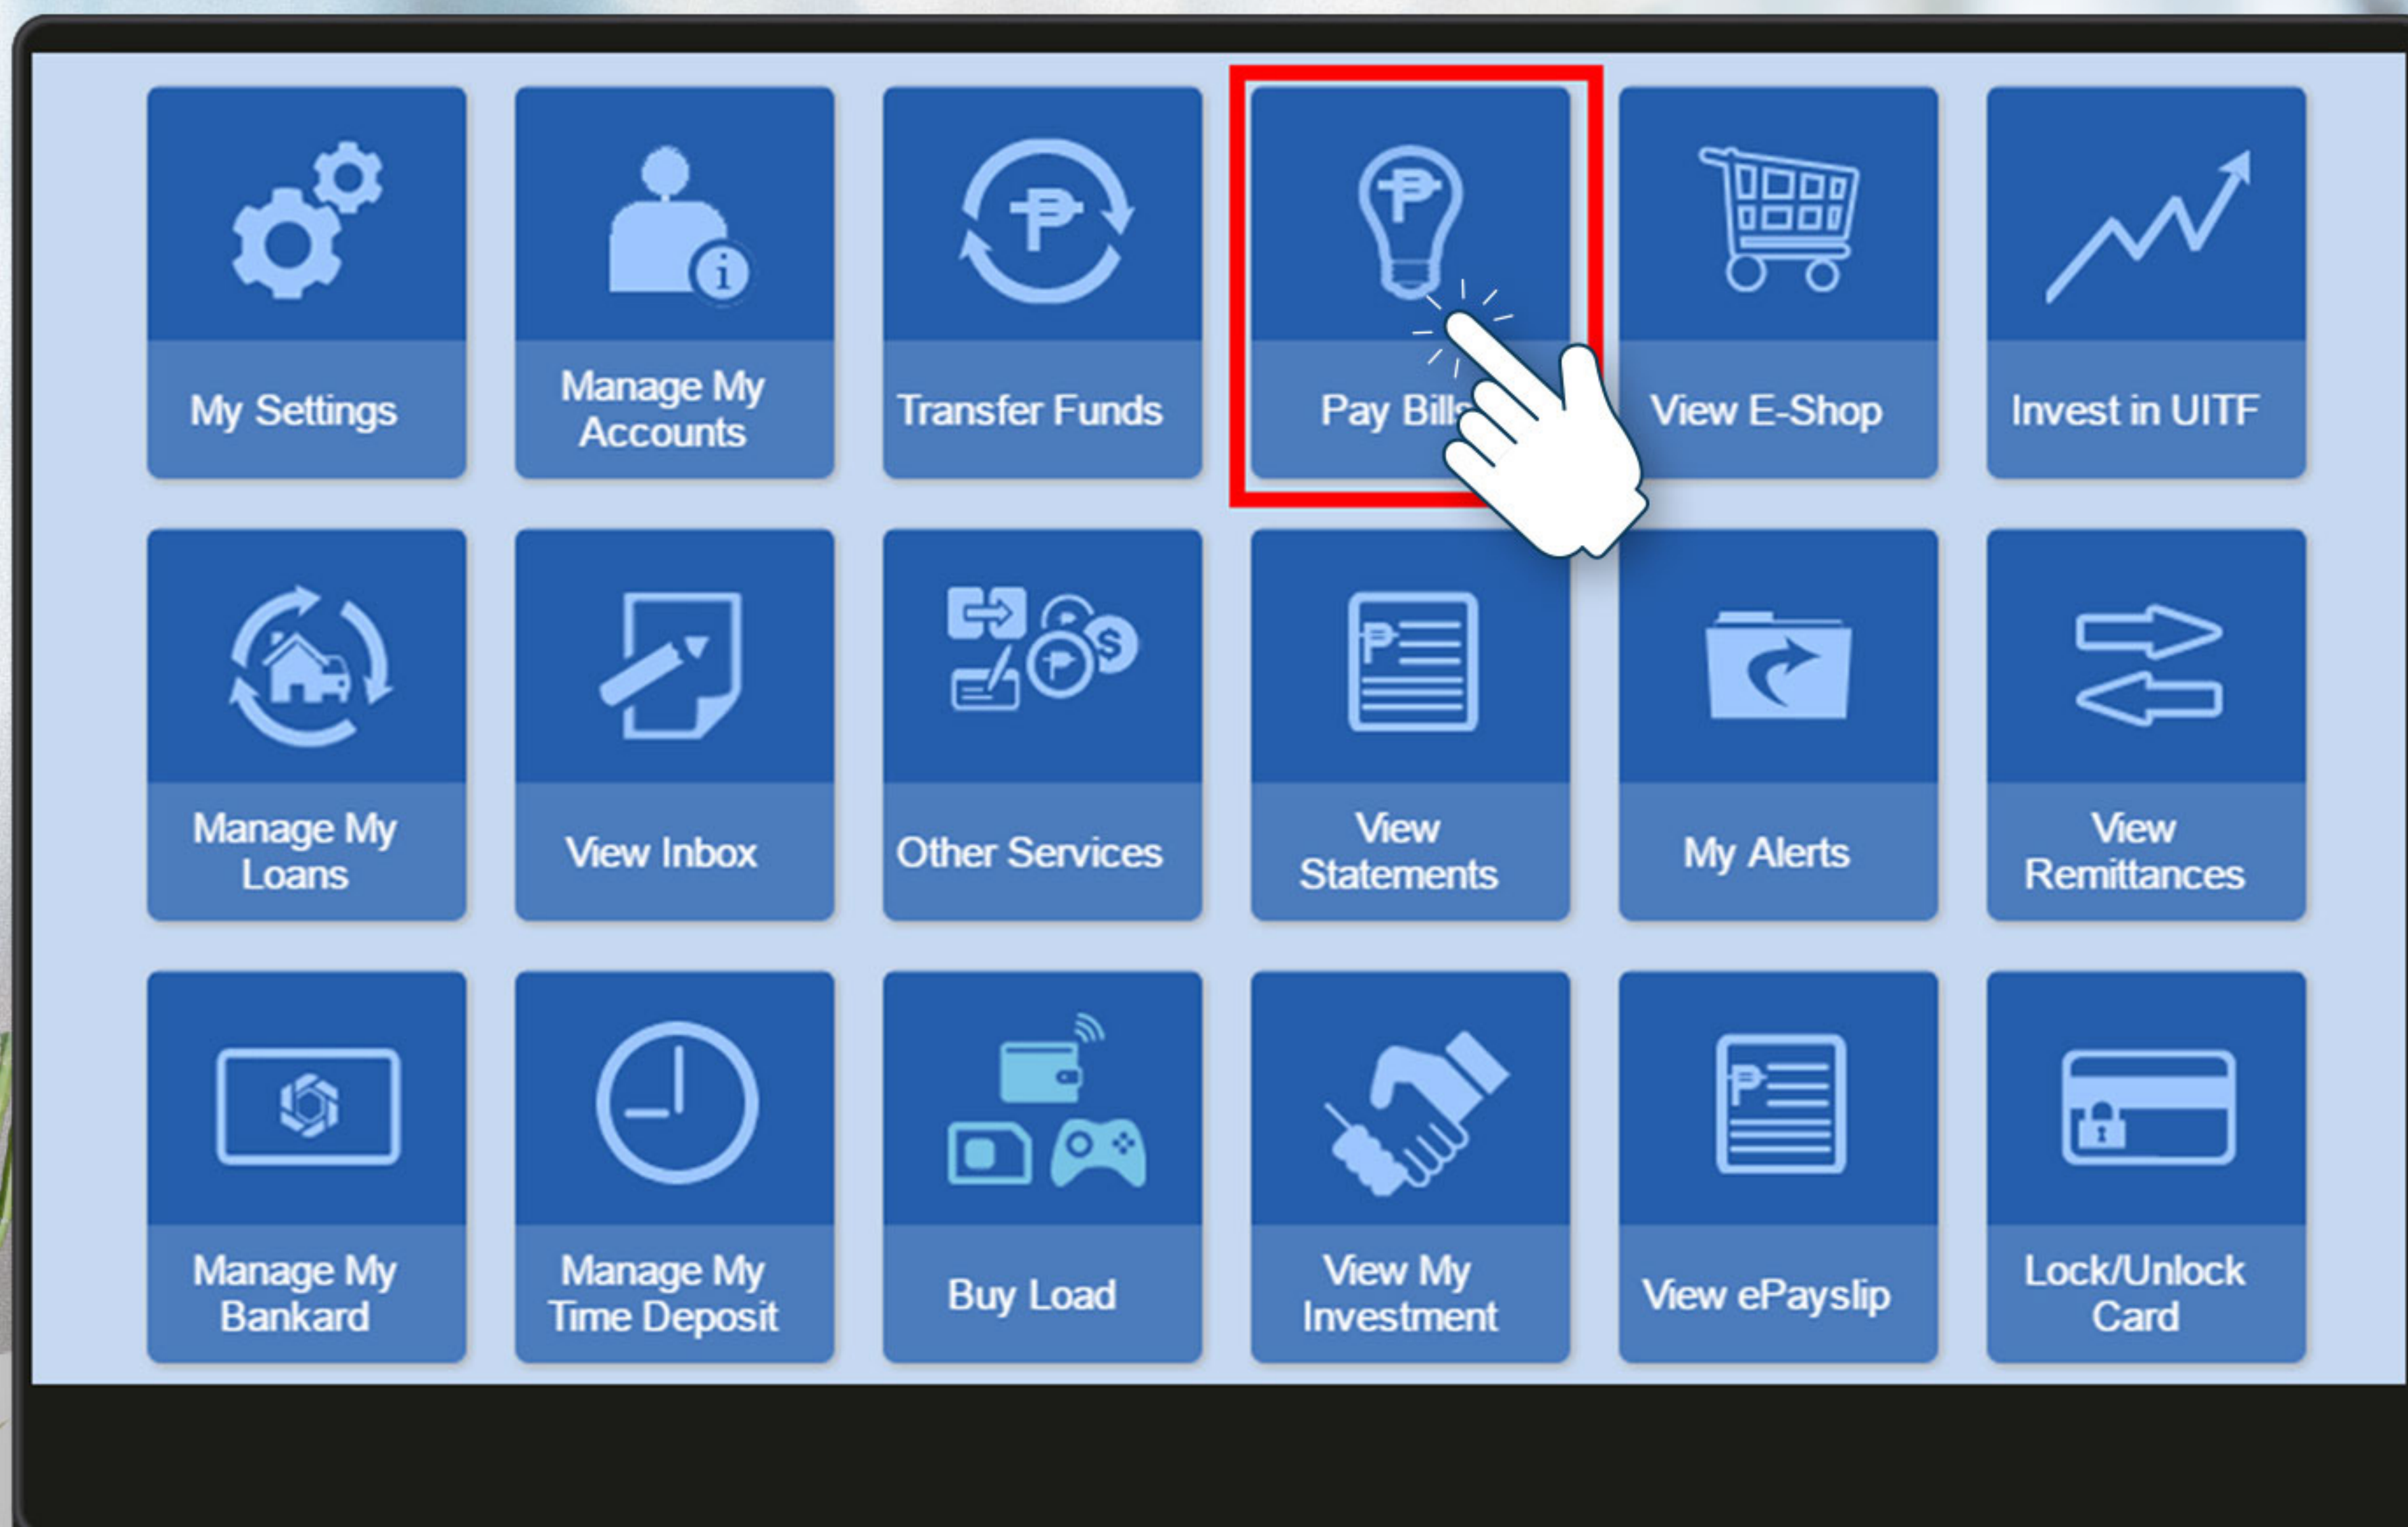 My Settings
Manage My
Accounts
Transfer Funds
Pay Bills
View E-Shop
Invest in UITF
Manage My
Loans
View Inbox
Other Services
View
Statements
My Alerts
View
Remittances
Manage My
Bankard
Manage My
Time Deposit
Buy Load
View My
Investment
View ePayslip
Lock/Unlock
Card